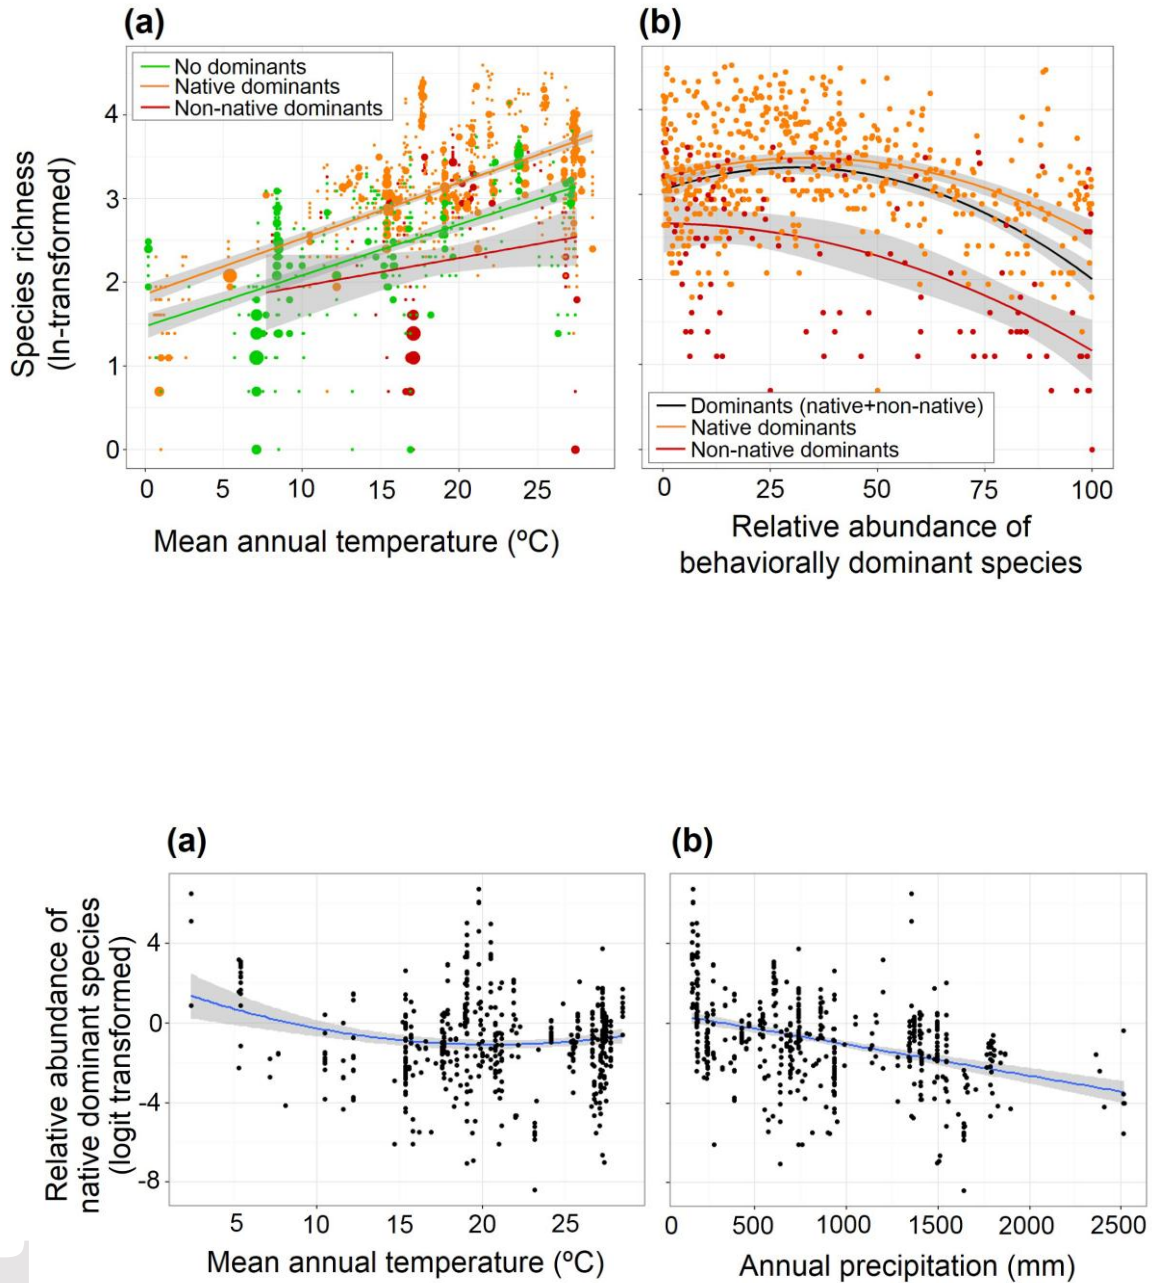 (a)
(b)
No dominants
Native dominants
Non-native dominants
Species richness
(ln-transformed)
4
3
2
1
0
0 5 10 15 20 25
Mean annual temperature (ºC)
Dominants (native+non-native)
Native dominants
Non-native dominants
0 25 50 75 100
Relative abundance of
behaviorally dominant species
(a)
(b)
Relative abundance of
native dominant species
(logit transformed)
4
0
-4
-8
5 10 15 20 25
Mean annual temperature (ºC)
0 500 1000 1500 2000 2500
Annual precipitation (mm)